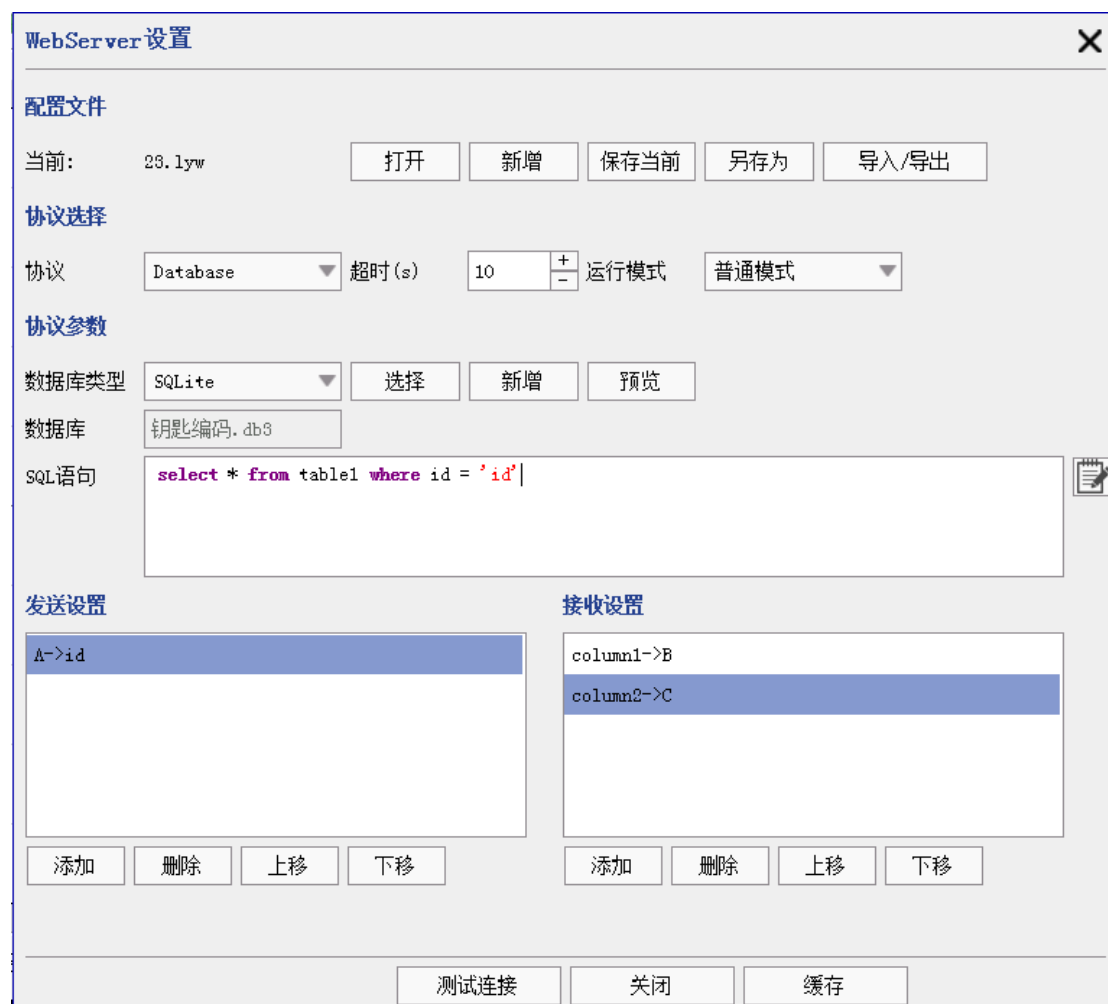 WebServer设置
配置文件
当前: 23.lyw 打开 新增 保存当前 另存为 导入/导出
协议选择
协议 Database 超时(s) 10 + - 运行模式 普通模式
协议参数
数据库类型 SQLite 选择 新增 预览
数据库 钥匙编码.db3
SQL语句 select * from table1 where id = 'id'
发送设置 接收设置
A->id column1->B
column2->C
添加 删除 上移 下移 添加 删除 上移 下移
测试连接 关闭 缓存